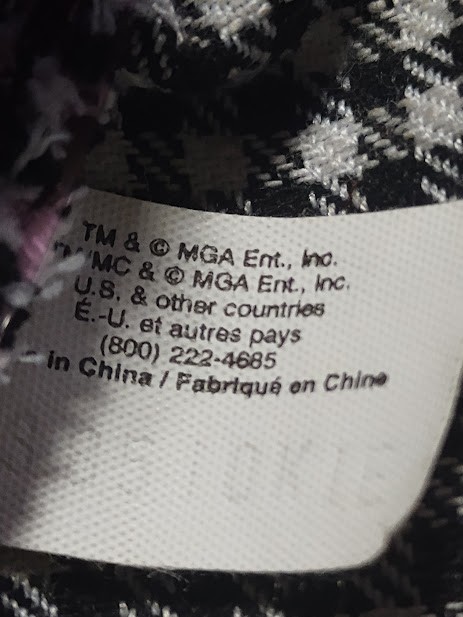 TM & © MGA Ent., Inc.
/MC & © MGA Ent., Inc.
U.S. & other countries
É.-U. et autres pays
(800) 222-4685
in China / Fabriqué en Chine